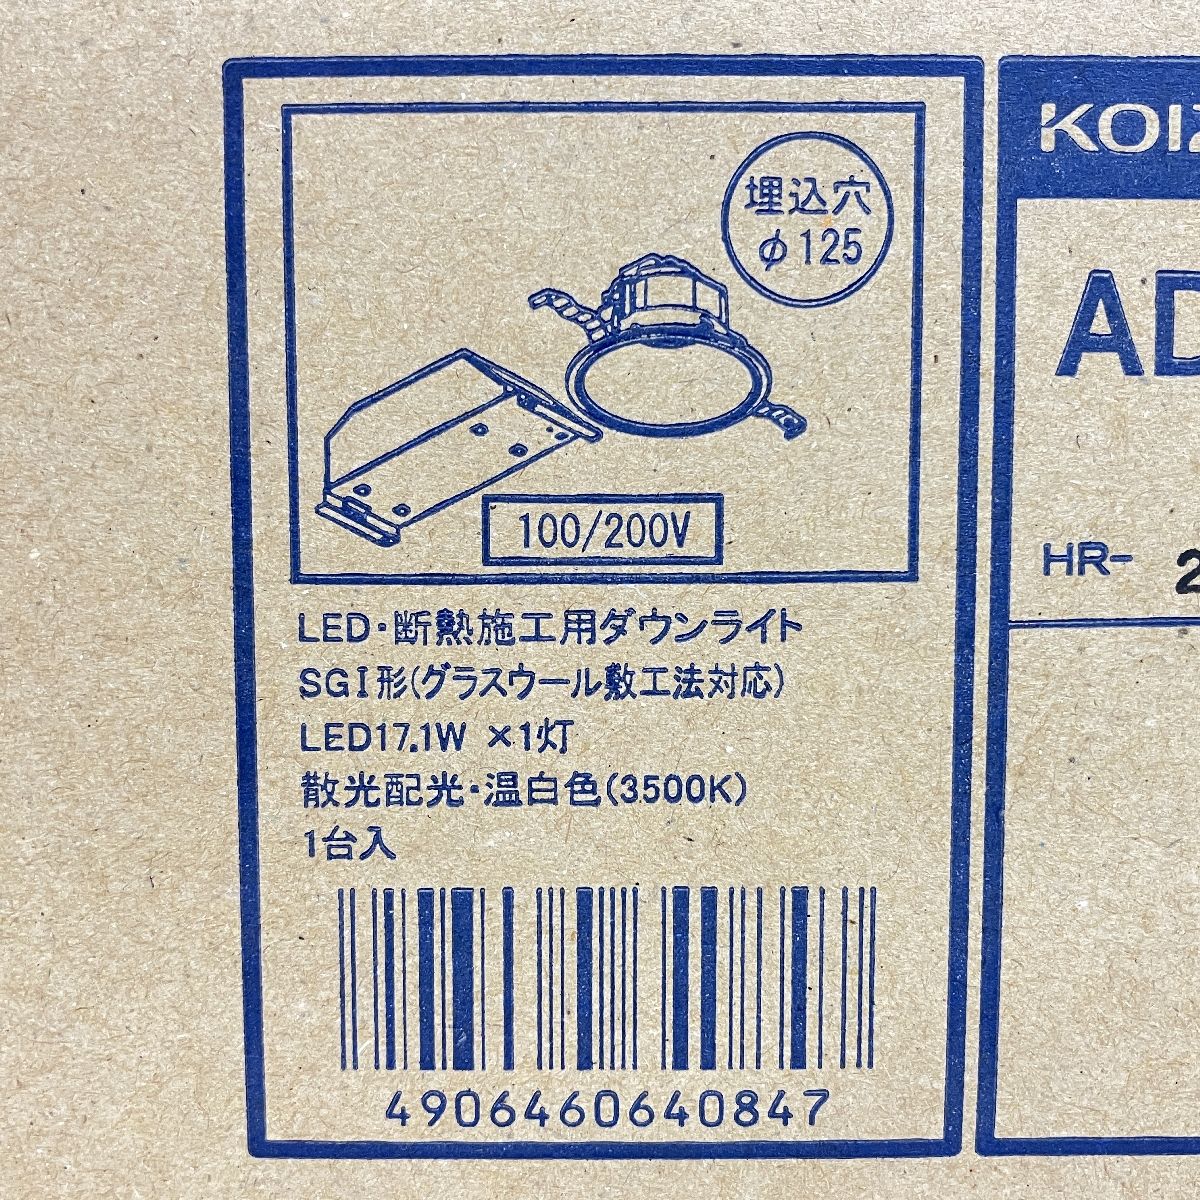 埋込穴
φ125
100/200V
LED・断熱施工用ダウンライト
SGI形(グラスウール敷工法対応)
LED17.1W ×1灯
散光配光・温白色(3500K)
1台入
4906460640847
KOIZ
AD
HR- 2